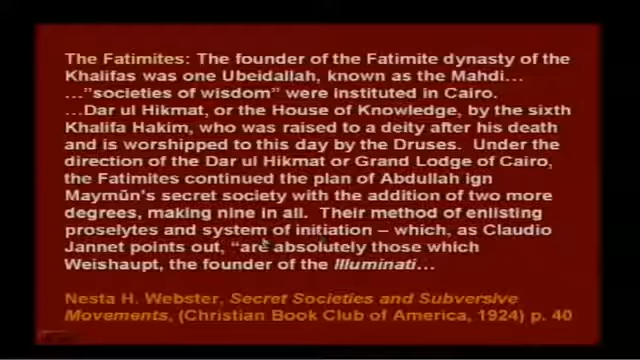 The Fatimites: The founder of the Fatimite dynasty of the
Khalifas was one Ubeidallah, known as the Mahdi…
…"societies of wisdom" were instituted in Cairo.
…Dar ul Hikmat, or the House of Knowledge, by the sixth
Khalifa Hakim, who was raised to a deity after his death
and is worshipped to this day by the Druses. Under the
direction of the Dar ul Hikmat or Grand Lodge of Cairo,
the Fatimites continued the plan of Abdullah ign
Maymūn's secret society with the addition of two more
degrees, making nine in all. Their method of enlisting
proselytes and system of initiation – which, as Claudio
Jannet points out, "are absolutely those which
Weishaupt, the founder of the Illuminati…
Nesta H. Webster, Secret Societies and Subversive
Movements, (Christian Book Club of America, 1924) p. 40